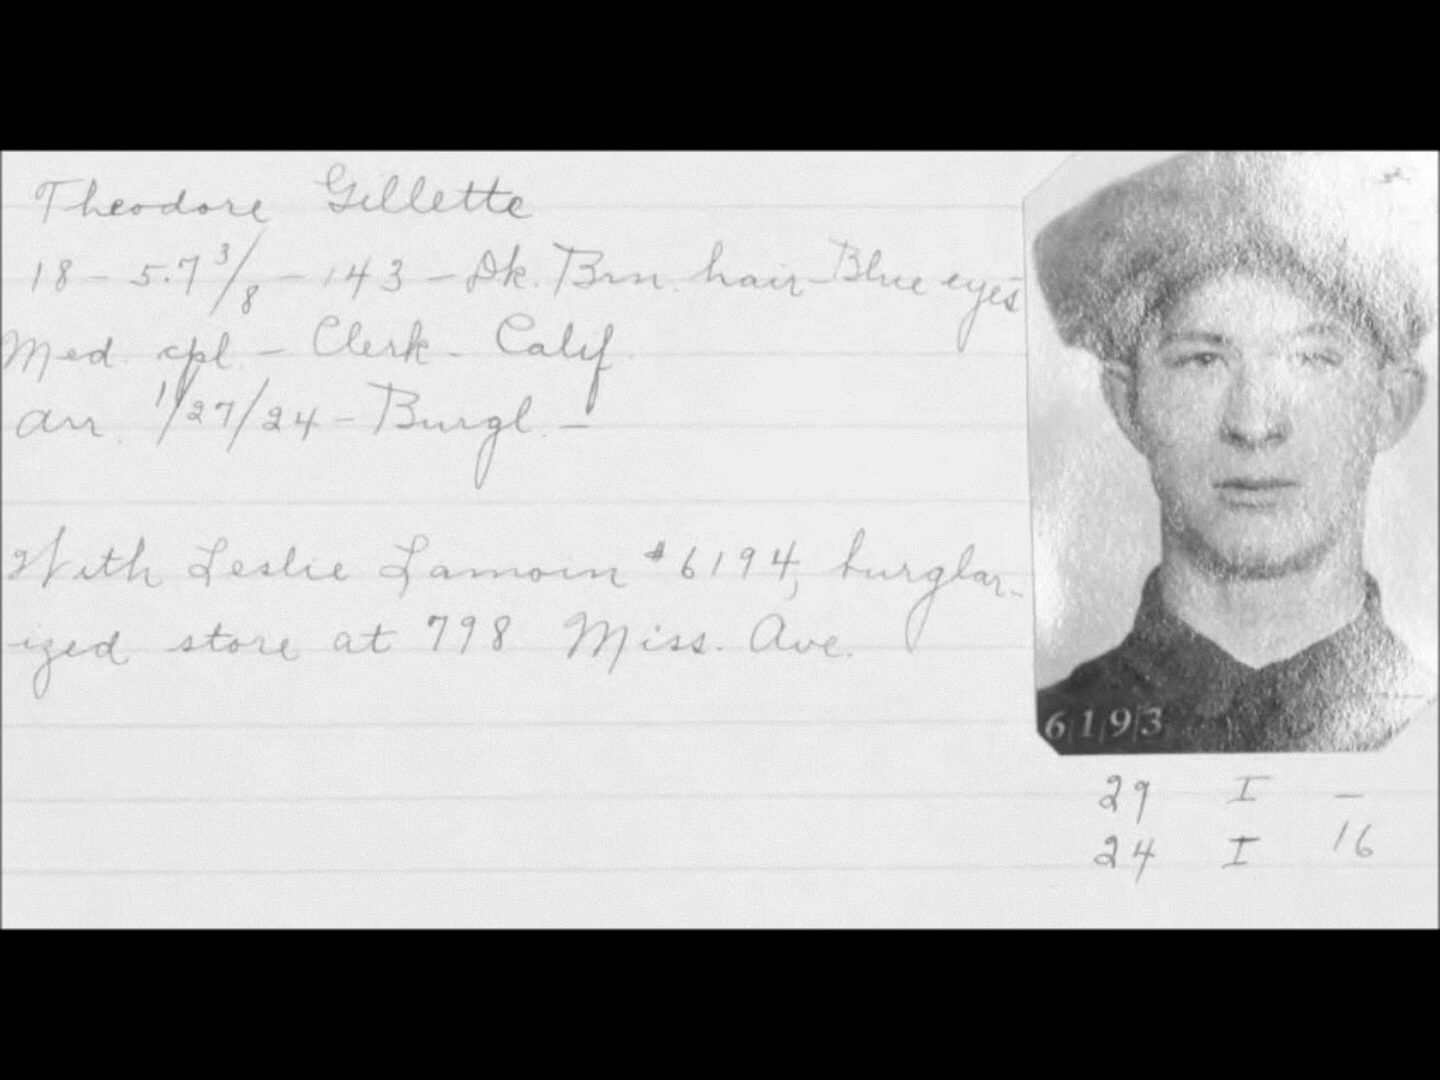 Theodore Gillette
18 - 5.7 3/8 - 143 - Dk. Brn. hair - Blue eyes
Med. cpl - Clerk - Calif
Arr. 1/27/24 - Burgl. -
With Leslie Lamoin #6194, burglar-
ized store at 798 Miss. Ave.
6193
29 I -
24 I 16